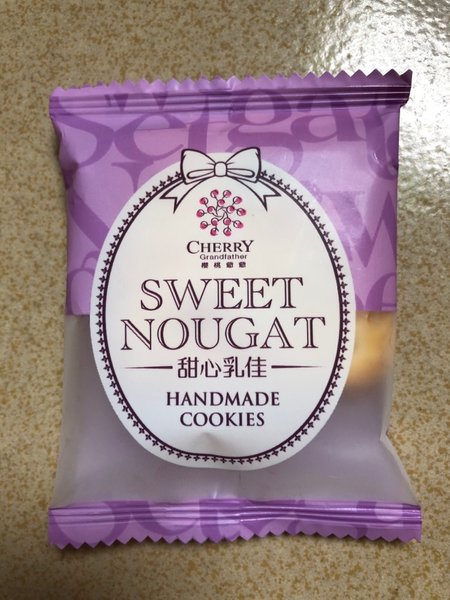 CHERRY
Grandfather
櫻桃爺爺
SWEET
NOUGAT
甜心乳佳
HANDMADE
COOKIES